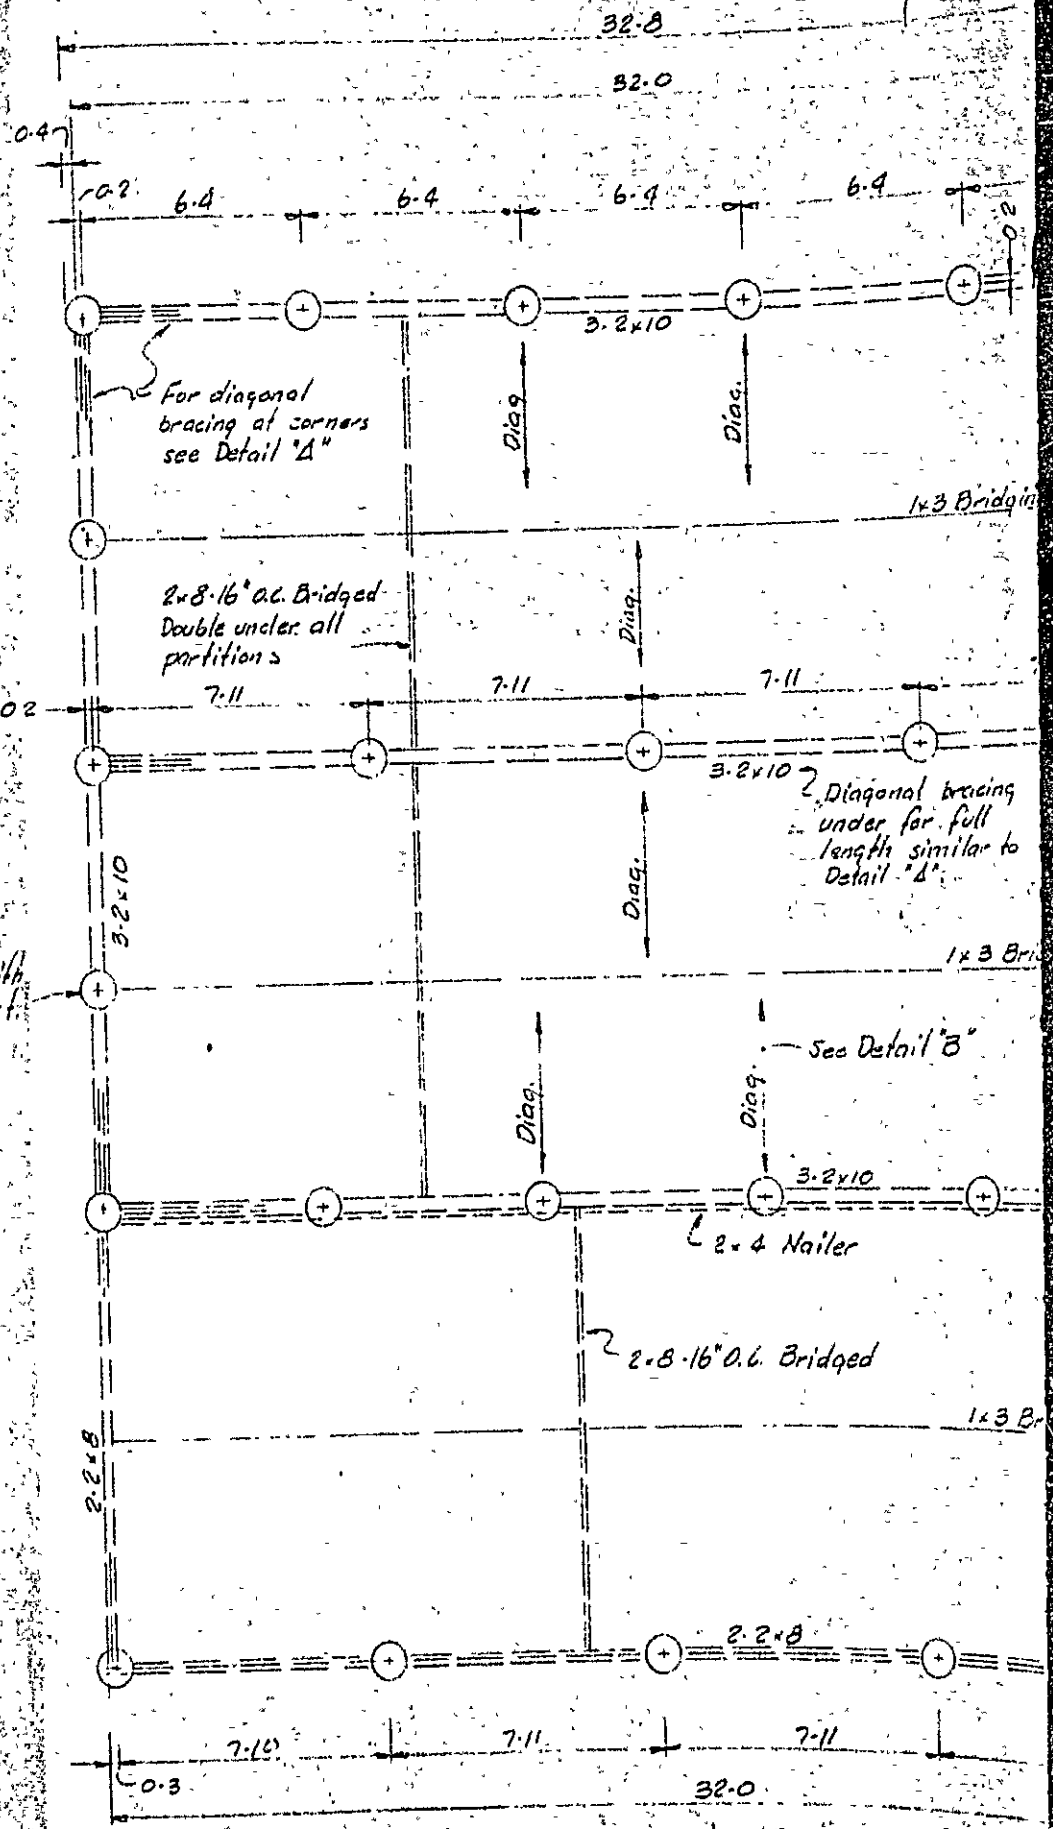 32-8
32-0
0-4
0-2
6-4
6-4
6-4
6-4
0 2
3-2x10
For diagonal
bracing at corners
see Detail "A"
Diag
Diag.
1x3 Bridgin
2x8-16" O.C. Bridged
Double under all
partitions
Diag.
02
7-11
7-11
7-11
3-2x10
Diagonal bracing
under for full
length similar to
Detail "A"
3-2x10
Diag.
1x3 Bri
See Detail "B"
Diag.
Diag.
3-2x10
2x4 Nailer
2x8-16" O.C. Bridged
1x3 Br
2-2x8
2-2x8
7-11
7-11
0-3
32-0